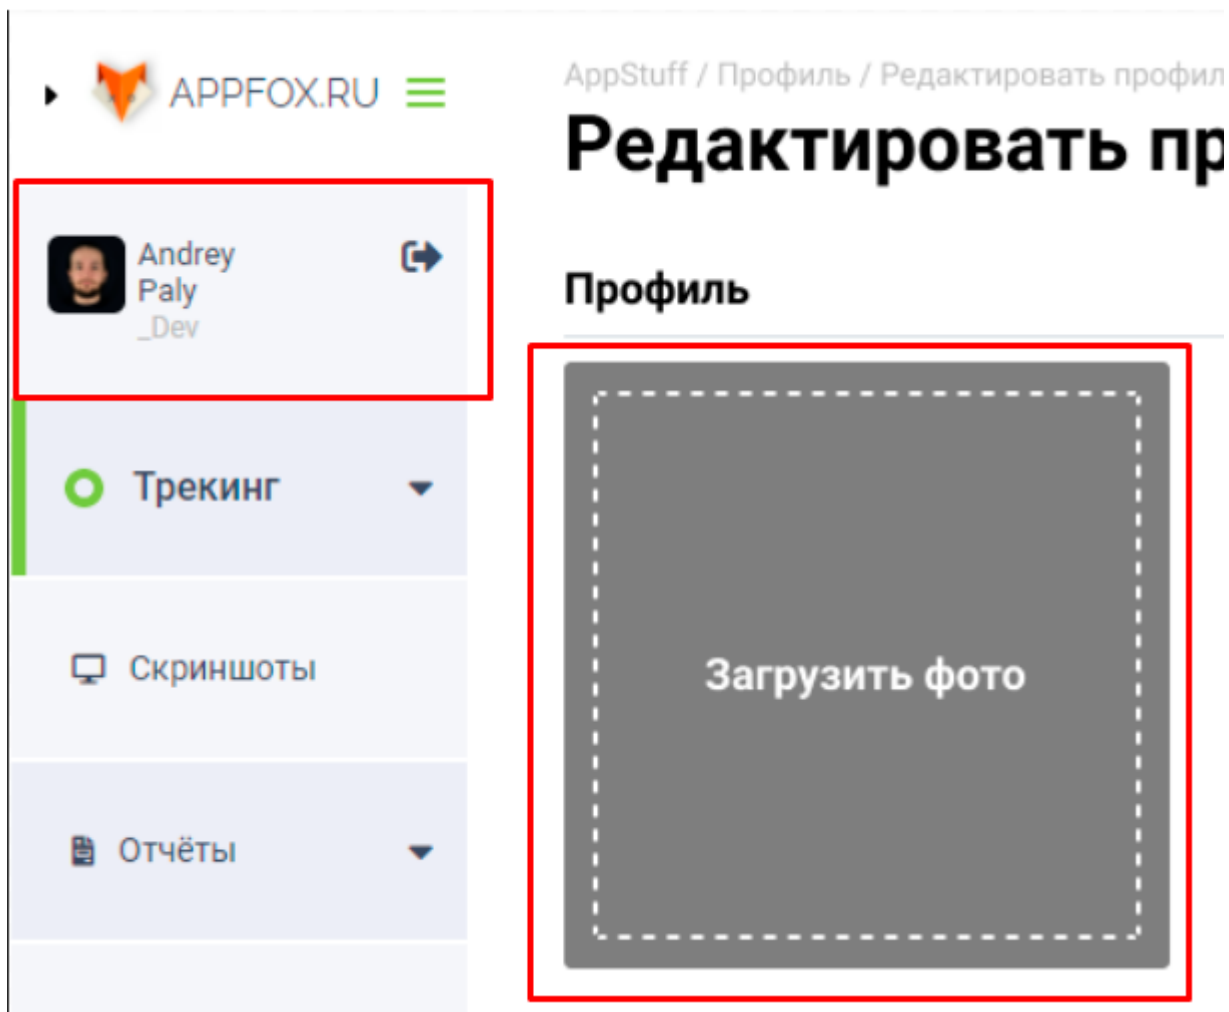 APPFOX.RU
AppStuff / Профиль / Редактировать профил
Редактировать пр
Andrey
Paly
_Dev
Профиль
Трекинг
Скриншоты
Загрузить фото
Отчёты